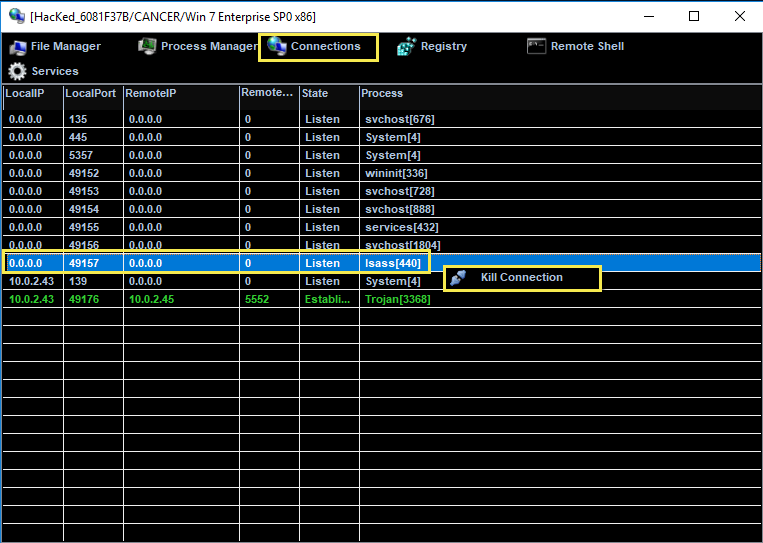 [HacKed_6081F37B/CANCER/Win 7 Enterprise SP0 x86]
File Manager Process Manager Connections Registry Remote Shell
Services
LocalIP LocalPort RemoteIP Remote... State Process
0.0.0.0 135 0.0.0.0 0 Listen svchost[676]
0.0.0.0 445 0.0.0.0 0 Listen System[4]
0.0.0.0 5357 0.0.0.0 0 Listen System[4]
0.0.0.0 49152 0.0.0.0 0 Listen wininit[336]
0.0.0.0 49153 0.0.0.0 0 Listen svchost[728]
0.0.0.0 49154 0.0.0.0 0 Listen svchost[888]
0.0.0.0 49155 0.0.0.0 0 Listen services[432]
0.0.0.0 49156 0.0.0.0 0 Listen svchost[1804]
0.0.0.0 49157 0.0.0.0 0 Listen lsass[440]
10.0.2.43 139 0.0.0.0 0 Listen System[4] Kill Connection
10.0.2.43 49176 10.0.2.45 5552 Establi... Trojan[3368]